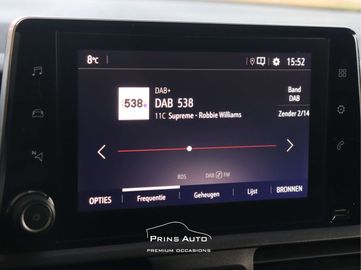 8°C
15:52
538
DAB+
DAB 538
11C Supreme - Robbie Williams
Band
DAB
Zender 2/14
N
RDS
DAB FM
OPTIES
Frequentie
Geheugen
Lijst
BRONNEN
PRINS AUTO
PREMIUM OCCASIONS